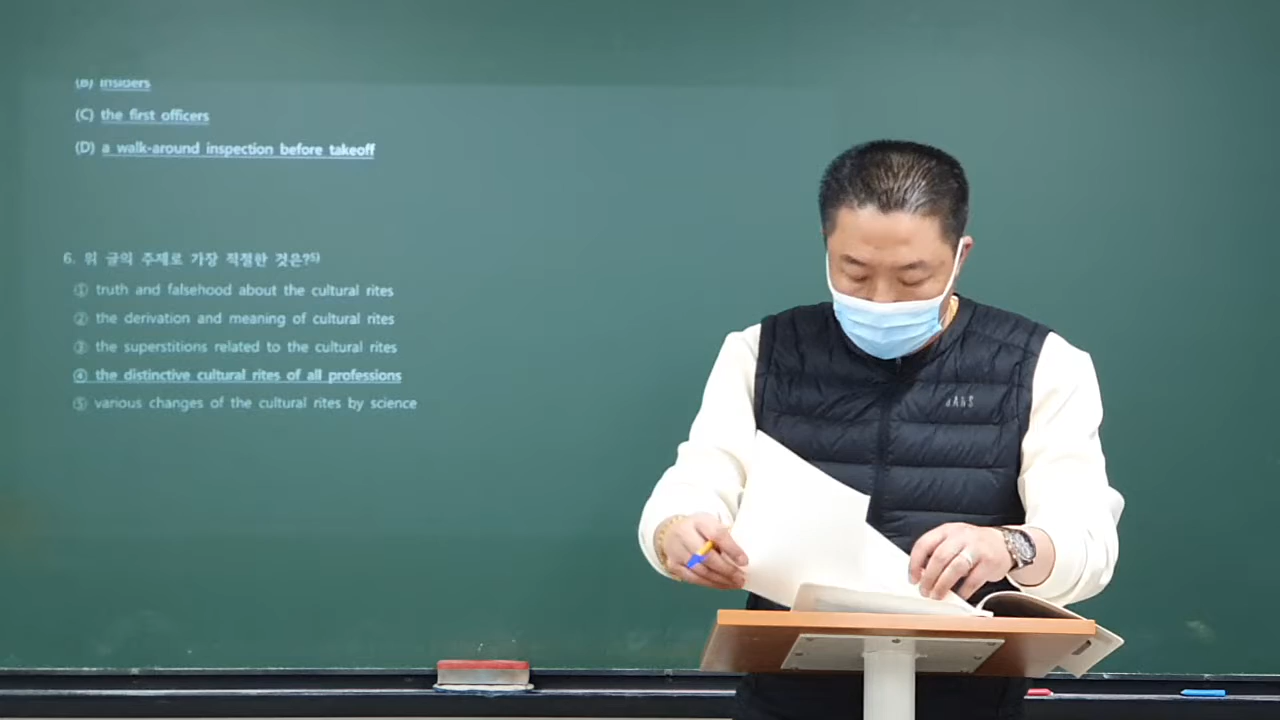 (B) insiders
(C) the first officers
(D) a walk-around inspection before takeoff
6. 위 글의 주제로 가장 적절한 것은?5)
① truth and falsehood about the cultural rites
② the derivation and meaning of cultural rites
③ the superstitions related to the cultural rites
④ the distinctive cultural rites of all professions
⑤ various changes of the cultural rites by science